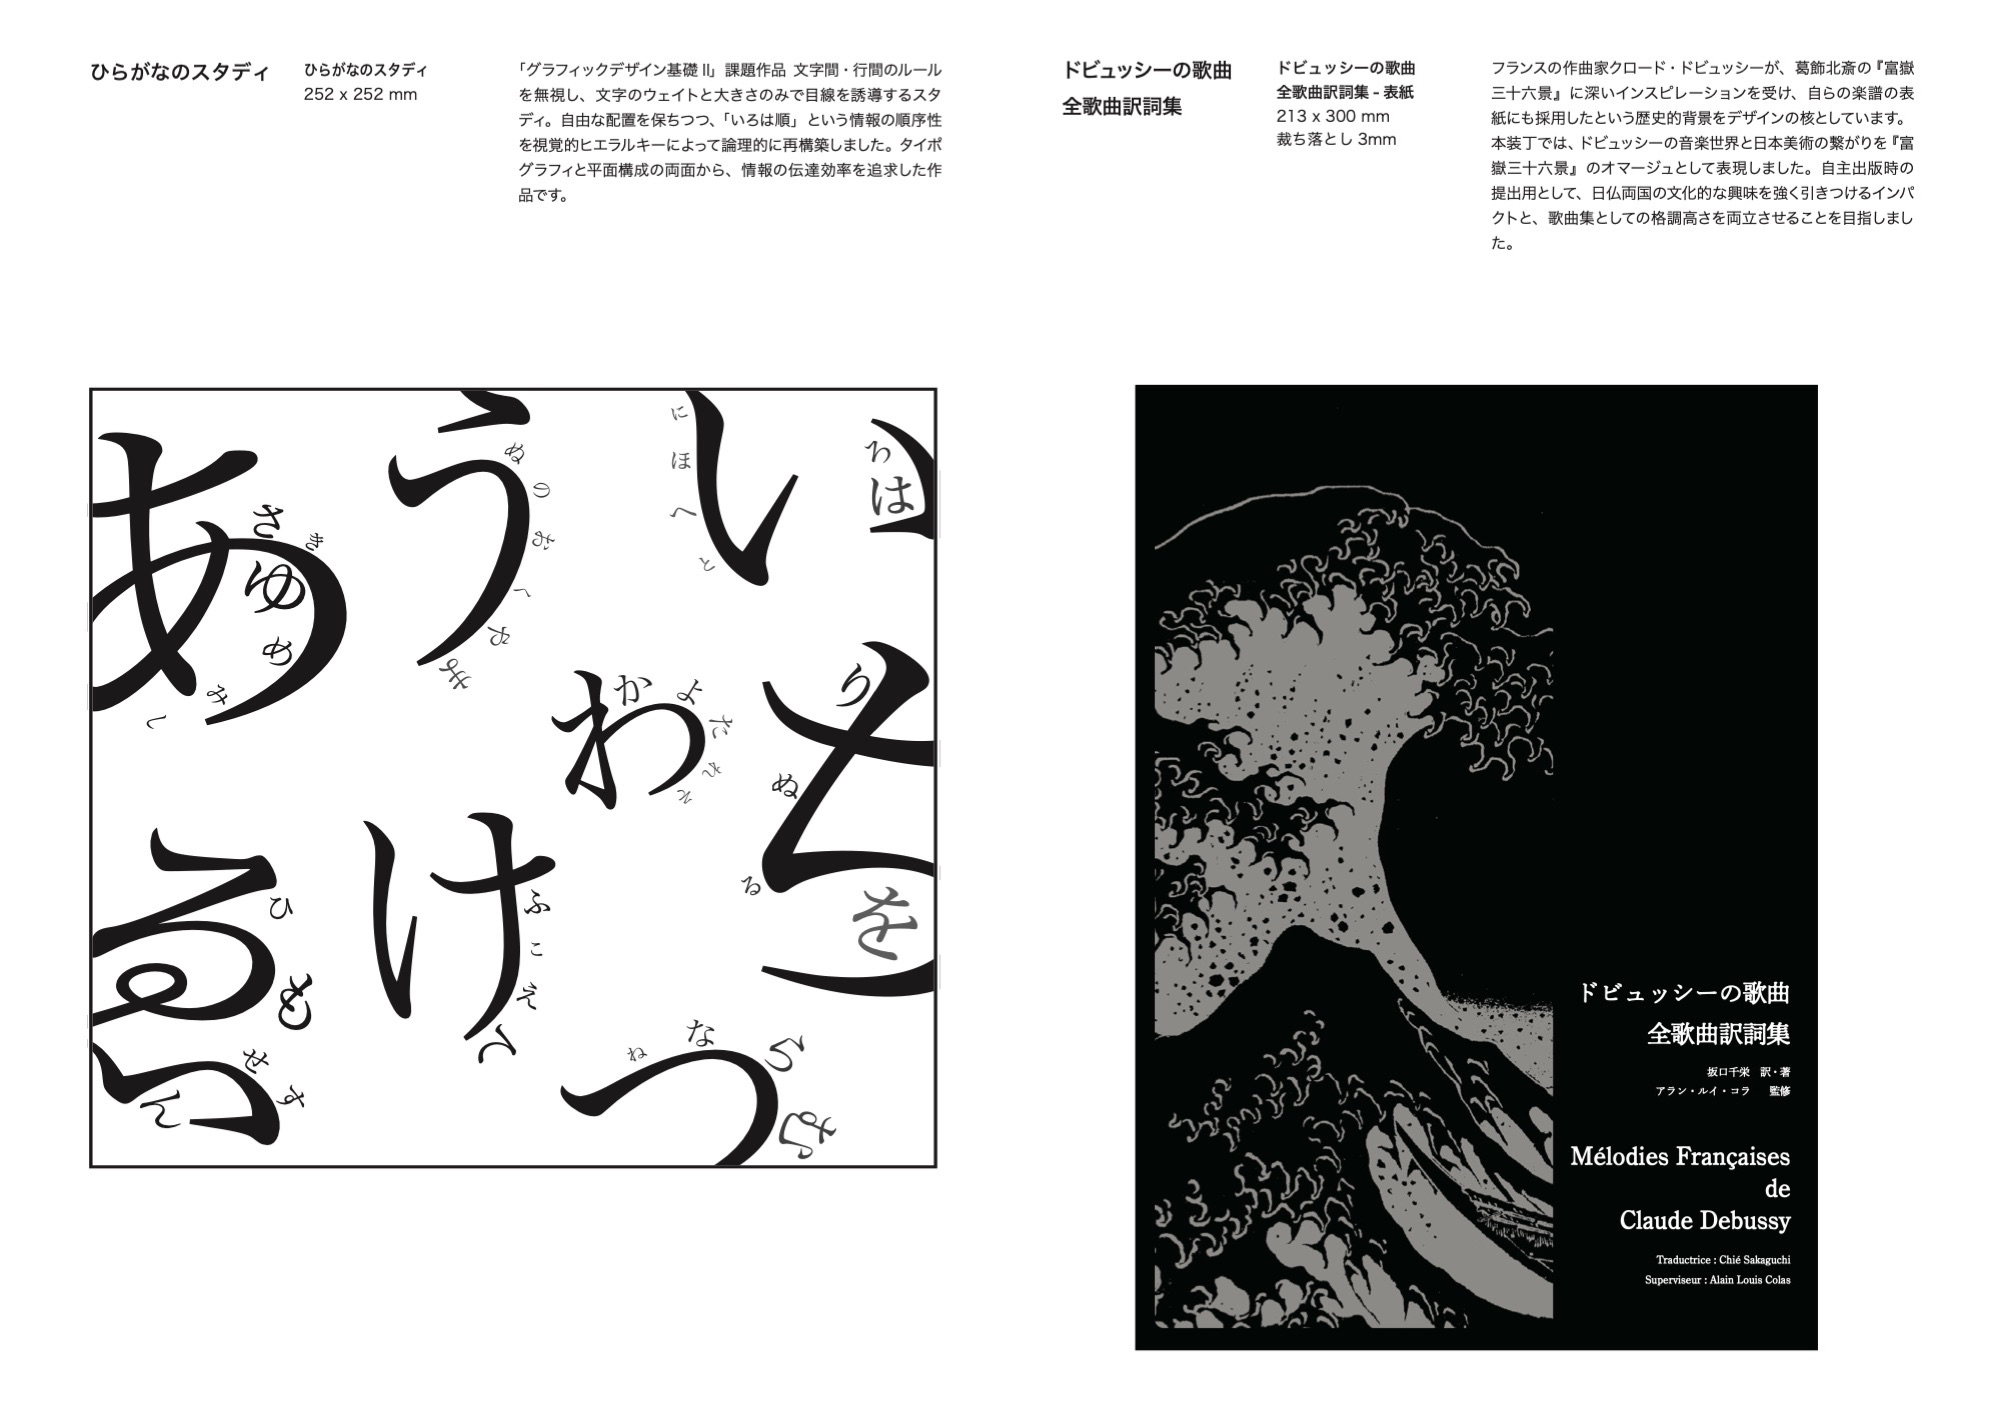 ひらがなのスタディ
ひらがなのスタディ
252 x 252 mm
「グラフィックデザイン基礎 II」課題作品 文字間・行間のルール
を無視し、文字のウェイトと大きさのみで目線を誘導するスタ
ディ。自由な配置を保ちつつ、「いろは順」という情報の順序性
を視覚的ヒエラルキーによって論理的に再構築しました。タイポ
グラフィと平面構成の両面から、情報の伝達効率を追求した作
品です。
いろは
にほへと
ちりぬるを
わかよたれそ
つねならむ
うゐのおくやま
けふこえて
あさきゆめみし
ゑひもせすん
ドビュッシーの歌曲
全歌曲訳詞集
ドビュッシーの歌曲
全歌曲訳詞集 - 表紙
213 x 300 mm
裁ち落とし 3mm
フランスの作曲家クロード・ドビュッシーが、葛飾北斎の『富嶽
三十六景』に深いインスピレーションを受け、自らの楽譜の表
紙にも採用したという歴史的背景をデザインの核としています。
本装丁では、ドビュッシーの音楽世界と日本美術の繋がりを『富
嶽三十六景』のオマージュとして表現しました。自主出版時の
提出用として、日仏両国の文化的な興味を強く引きつけるインパ
クトと、歌曲集としての格調高さを両立させることを目指しまし
た。
ドビュッシーの歌曲
全歌曲訳詞集
坂口千栄　訳・著
アラン・ルイ・コラ　監修
Mélodies Françaises
de
Claude Debussy
Traductrice : Chié Sakaguchi
Superviseur : Alain Louis Colas